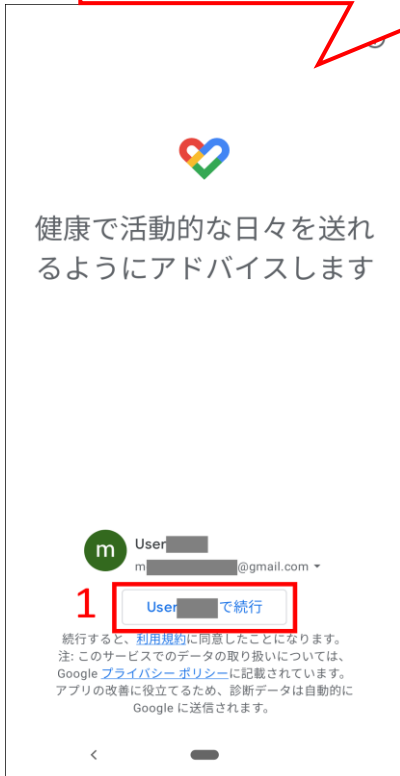 健康で活動的な日々を送れ
るようにアドバイスします
m
User
m @gmail.com
1
User で続行
続行すると、利用規約に同意したことになります。
注: このサービスでのデータの取り扱いについては、
Google プライバシー ポリシーに記載されています。
アプリの改善に役立てるため、診断データは自動的に
Google に送信されます。